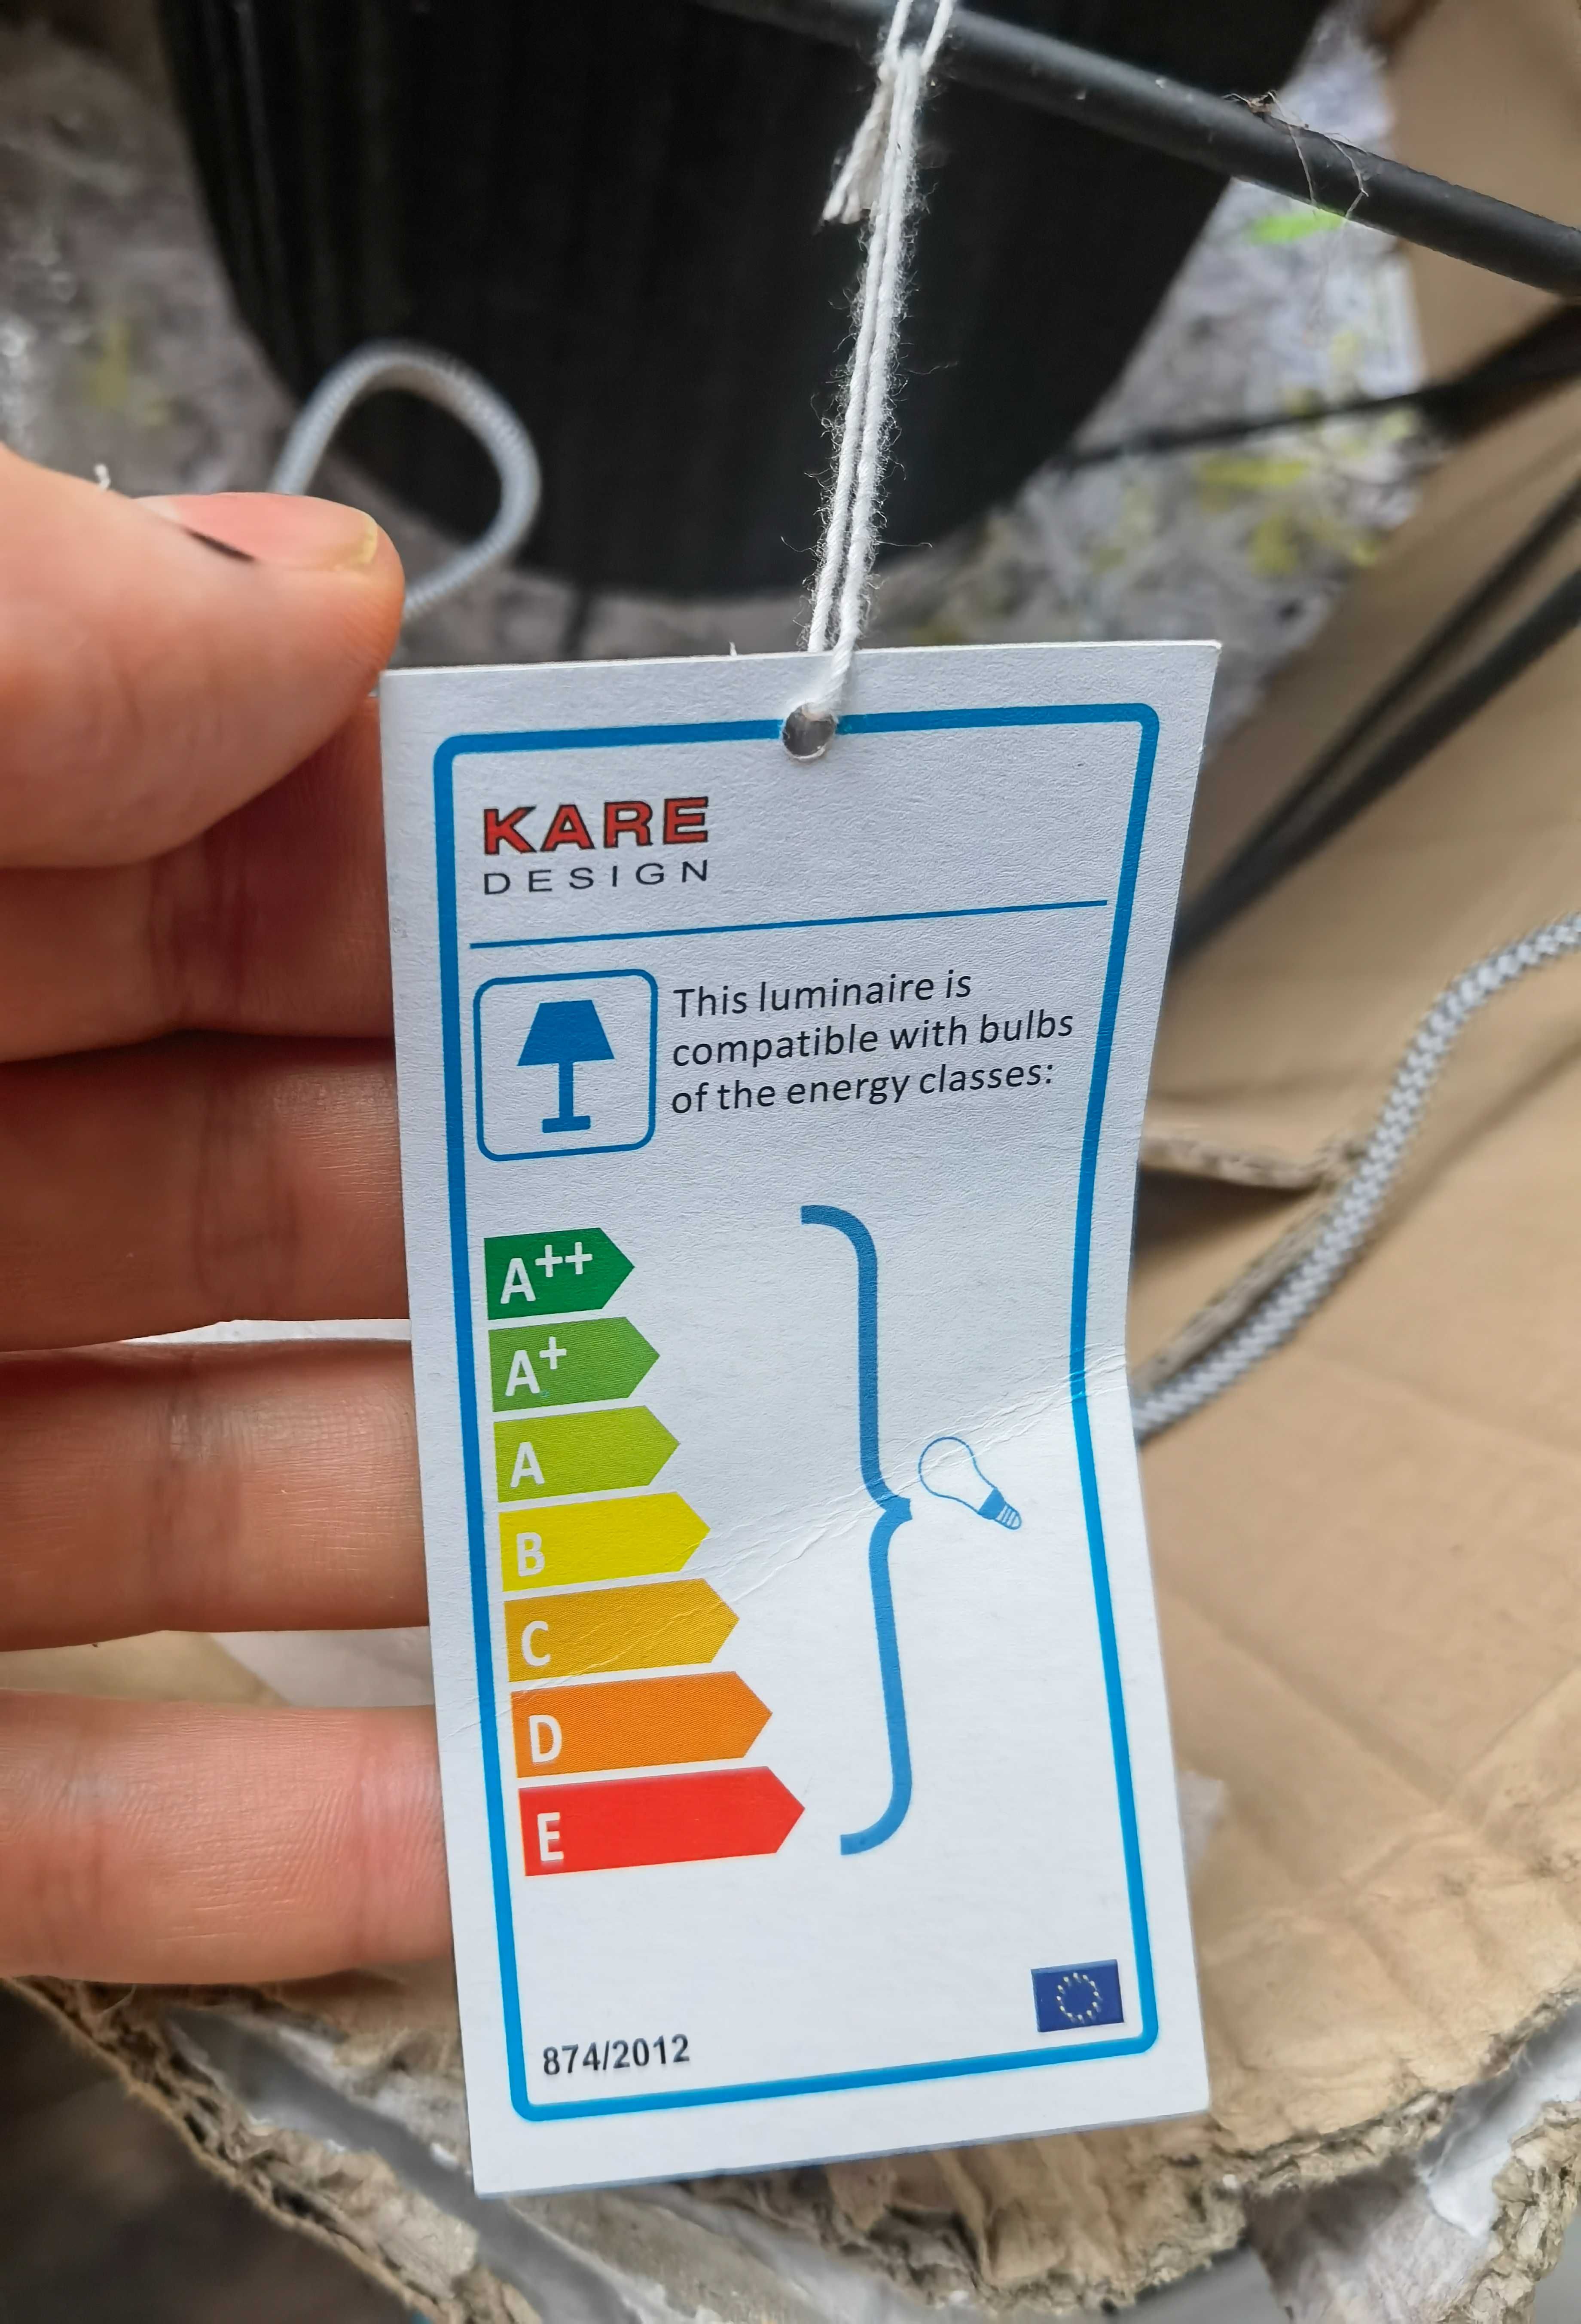 KARE
DESIGN
This luminaire is
compatible with bulbs
of the energy classes:
A++
A+
A
B
C
D
E
874/2012